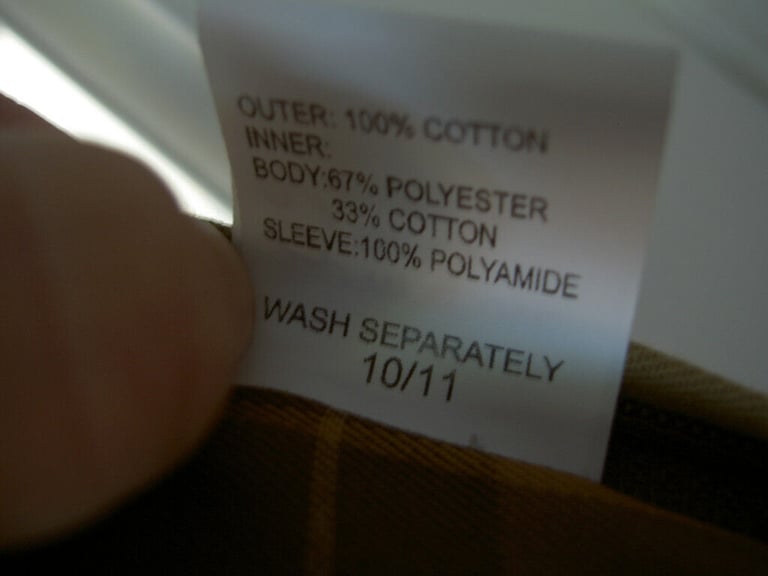 OUTER: 100% COTTON
INNER:
BODY:67% POLYESTER
33% COTTON
SLEEVE:100% POLYAMIDE
WASH SEPARATELY
10/11